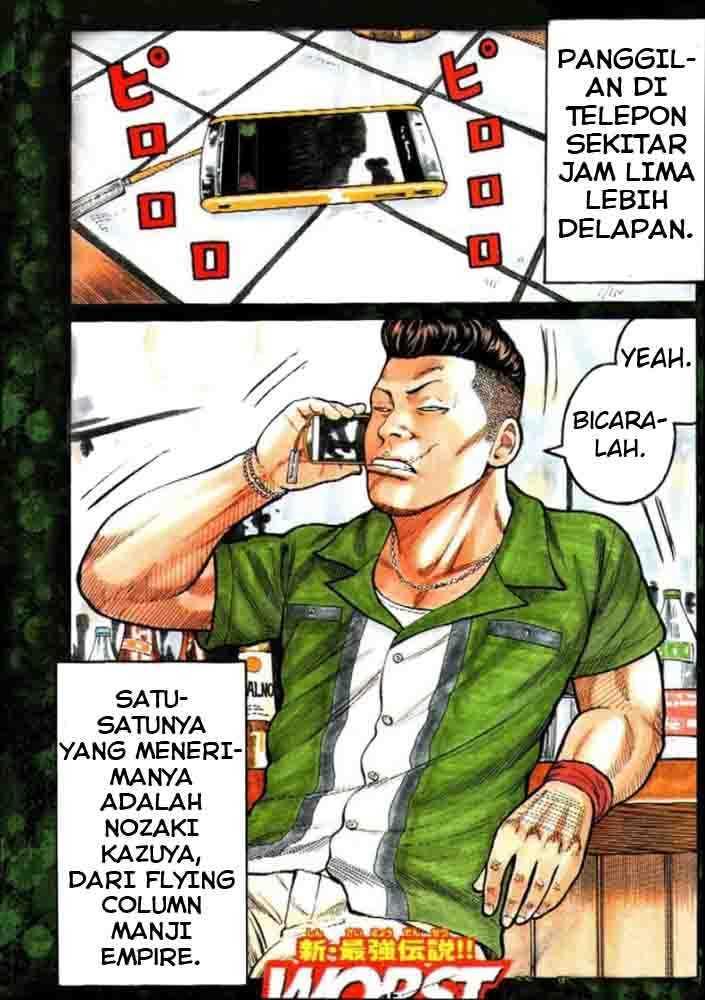 PANGGIL-
AN DI
TELEPON
SEKITAR
JAM LIMA
LEBIH
DELAPAN.
ピロロロ
ピロロロ
YEAH.
BICARA-
LAH.
SATU-
SATUNYA
YANG MENERI-
MANYA
ADALAH
NOZAKI
KAZUYA,
DARI FLYING
COLUMN
MANJI
EMPIRE.
新:最強伝説!!
WORST